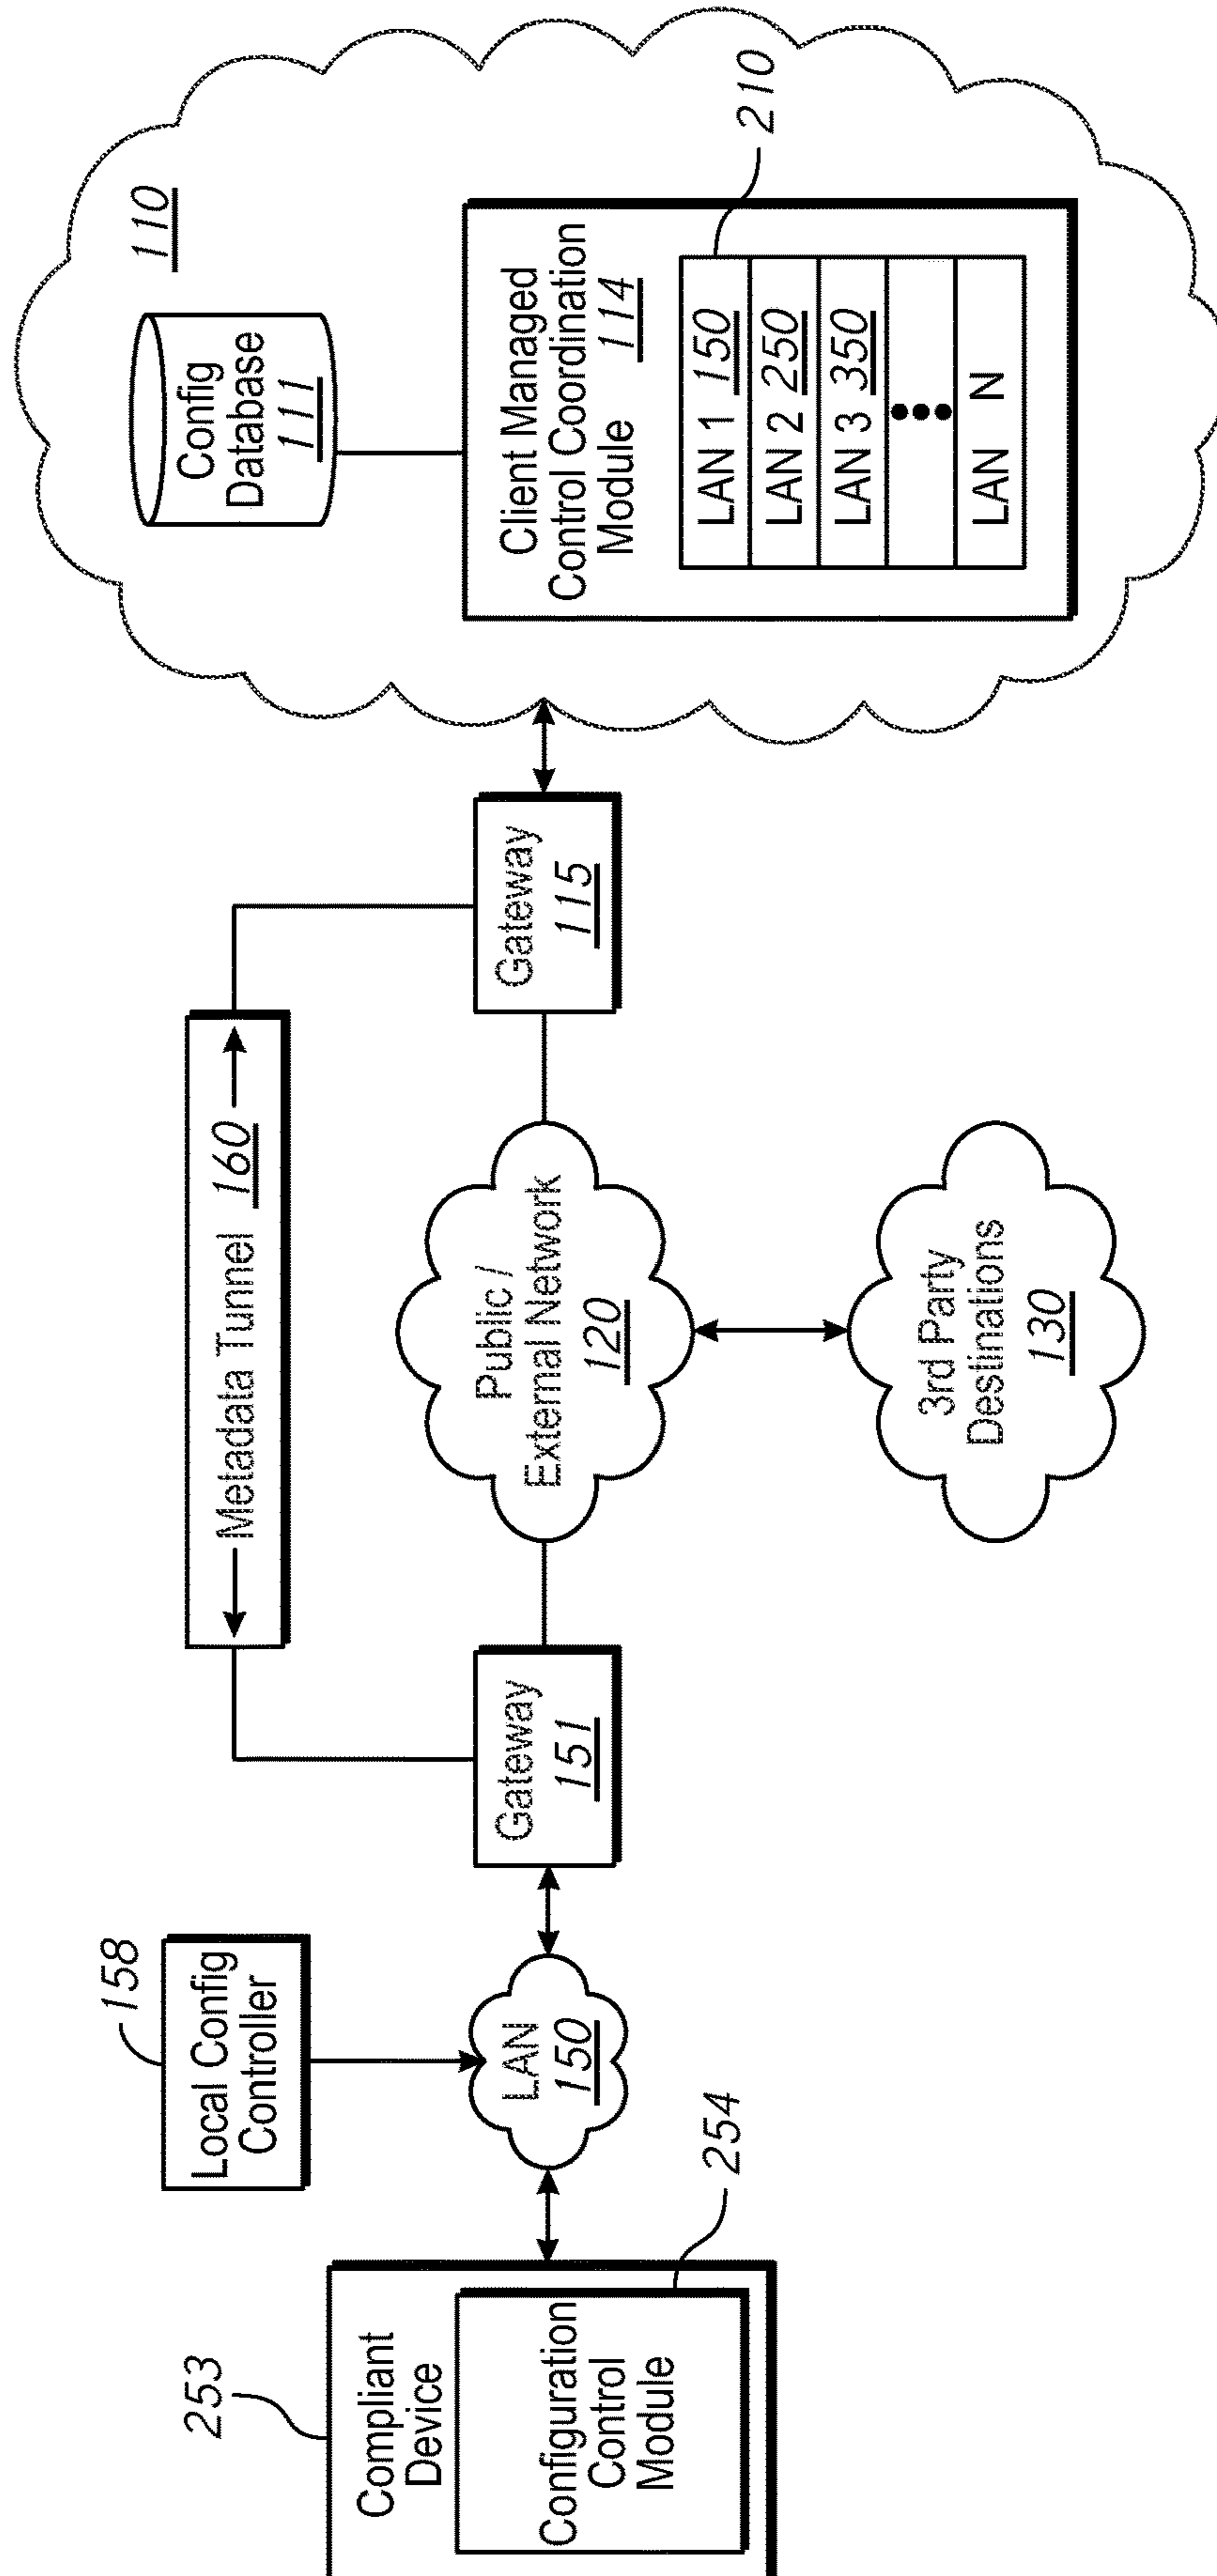 253
Compliant
Device
Configuration
Control
Module
254
158
Local Config
Controller
LAN
150
Gateway
151
Metadata Tunnel 160
Public /
External Network
120
3rd Party
Destinations
130
Gateway
115
110
Config
Database
111
Client Managed
Control Coordination
Module 114
210
LAN 1 150
LAN 2 250
LAN 3 350
LAN N